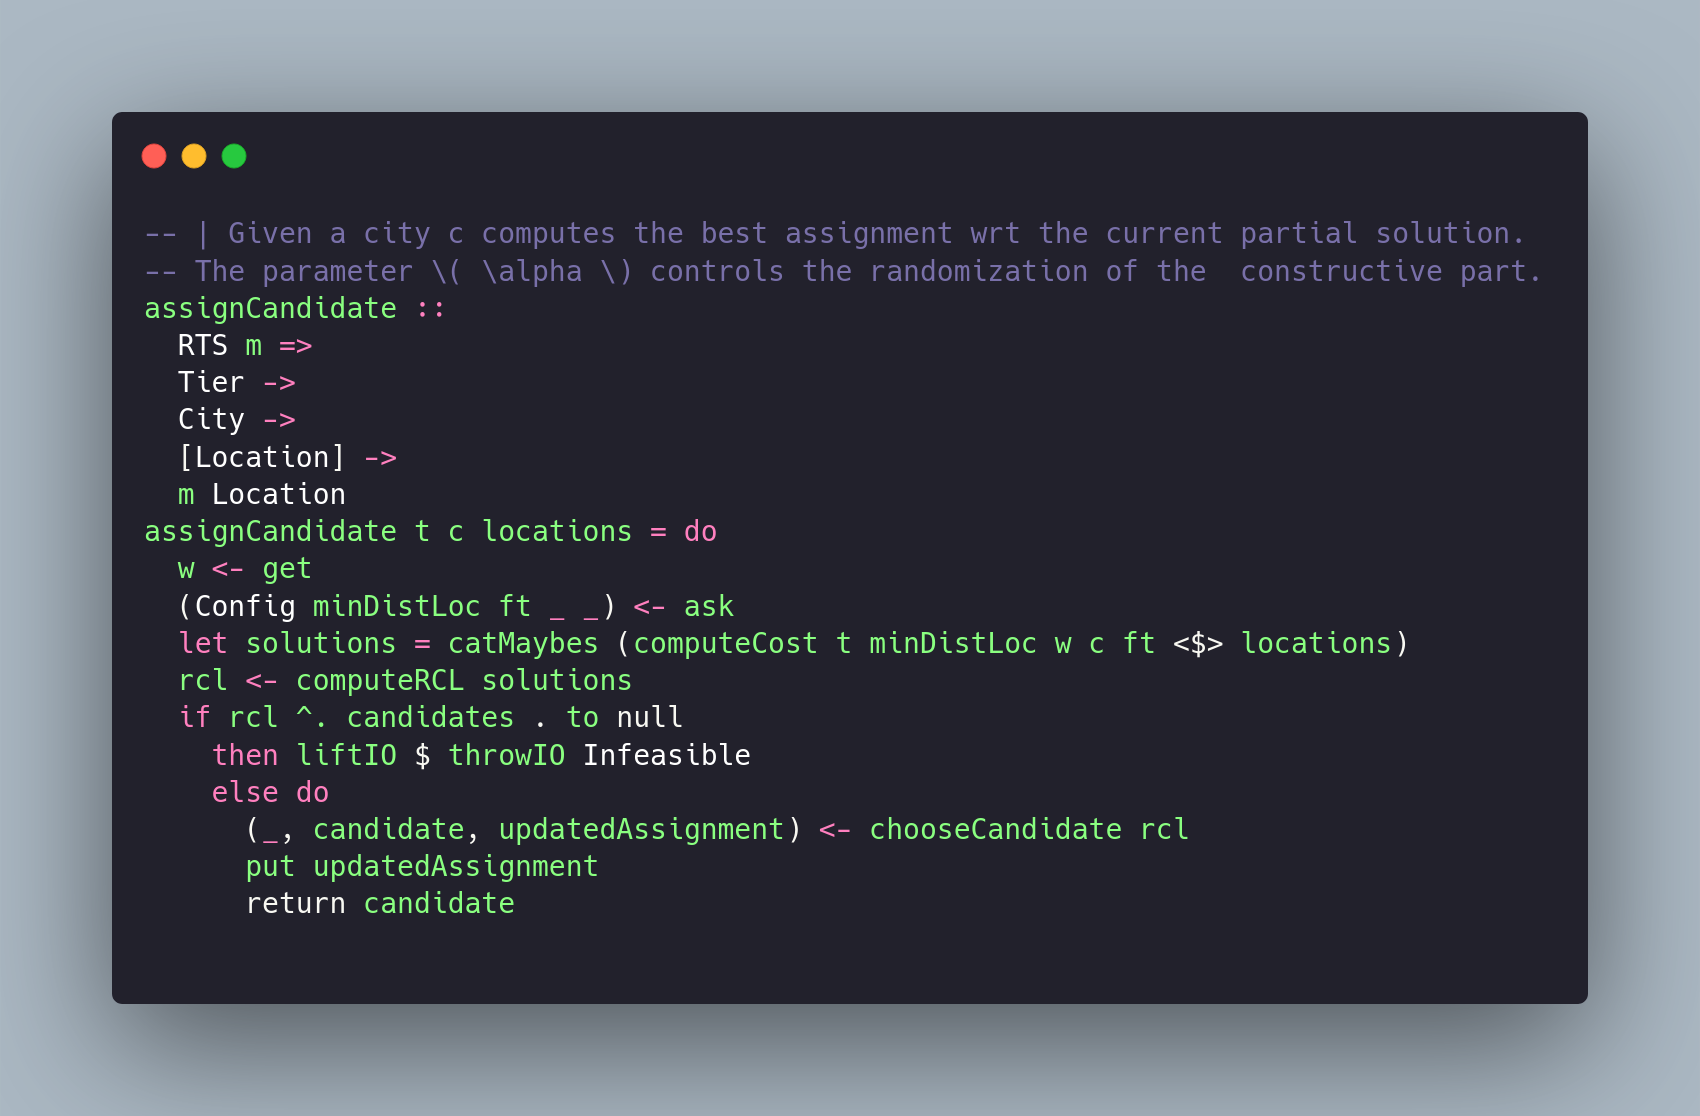 -- | Given a city c computes the best assignment wrt the current partial solution.
-- The parameter \( \alpha \) controls the randomization of the  constructive part.
assignCandidate ::
  RTS m =>
  Tier ->
  City ->
  [Location] ->
  m Location
assignCandidate t c locations = do
  w <- get
  (Config minDistLoc ft _ _) <- ask
  let solutions = catMaybes (computeCost t minDistLoc w c ft <$> locations)
  rcl <- computeRCL solutions
  if rcl ^. candidates . to null
    then liftIO $ throwIO Infeasible
    else do
      (_, candidate, updatedAssignment) <- chooseCandidate rcl
      put updatedAssignment
      return candidate